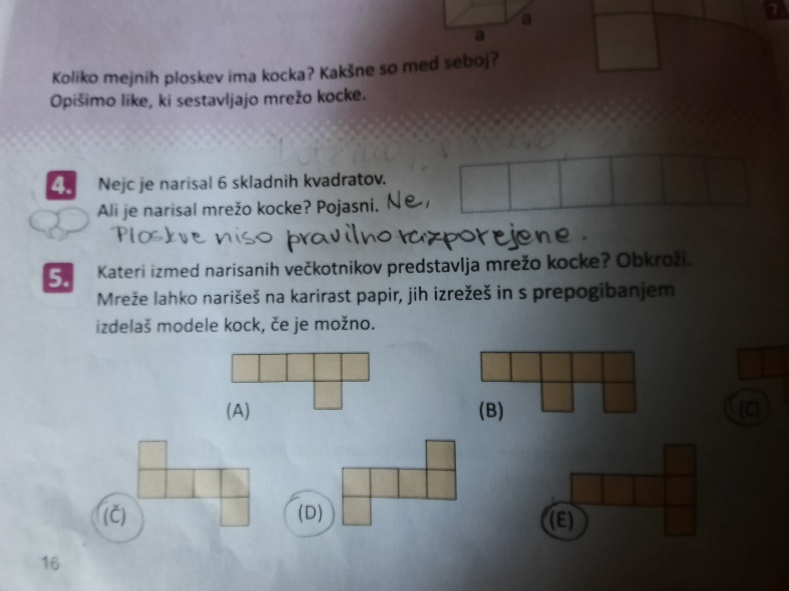 a
a
7.
Koliko mejnih ploskev ima kocka? Kakšne so med seboj?
Opišimo like, ki sestavljajo mrežo kocke.
4. Nejc je narisal 6 skladnih kvadratov.
Ali je narisal mrežo kocke? Pojasni. Ne,
Ploskve niso pravilno razporejene.
5. Kateri izmed narisanih večkotnikov predstavlja mrežo kocke? Obkroži.
Mreže lahko narišeš na karirast papir, jih izrežeš in s prepogibanjem
izdelaš modele kock, če je možno.
(A) (B) (C)
(Č) (D) (E)
16